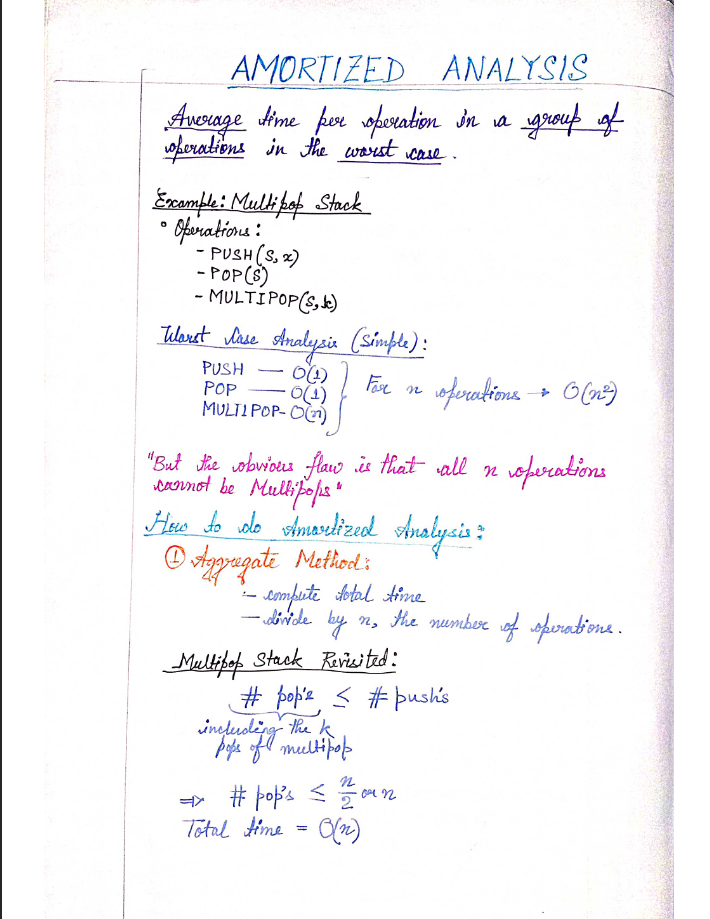 AMORTIZED ANALYSIS
Average time per operation in a group of
operations in the worst case.
Example: Multipop Stack
• Operations:
- PUSH(S, x)
- POP(S)
- MULTIPOP(S, k)
Worst Case Analysis (Simple):
PUSH — O(1)
POP — O(1)
MULTIPOP- O(n)
For n operations → O(n²)
"But the obvious flaw is that all n operations
cannot be Multipops"
How to do Amortized Analysis:
① Aggregate Method:
- compute total time
- divide by n, the number of operations.
Multipop Stack Revisited:
# pop's ≤ # push's
including the k
pops of multipop
⇒ # pop's ≤ n/2 or n
Total time = O(n)